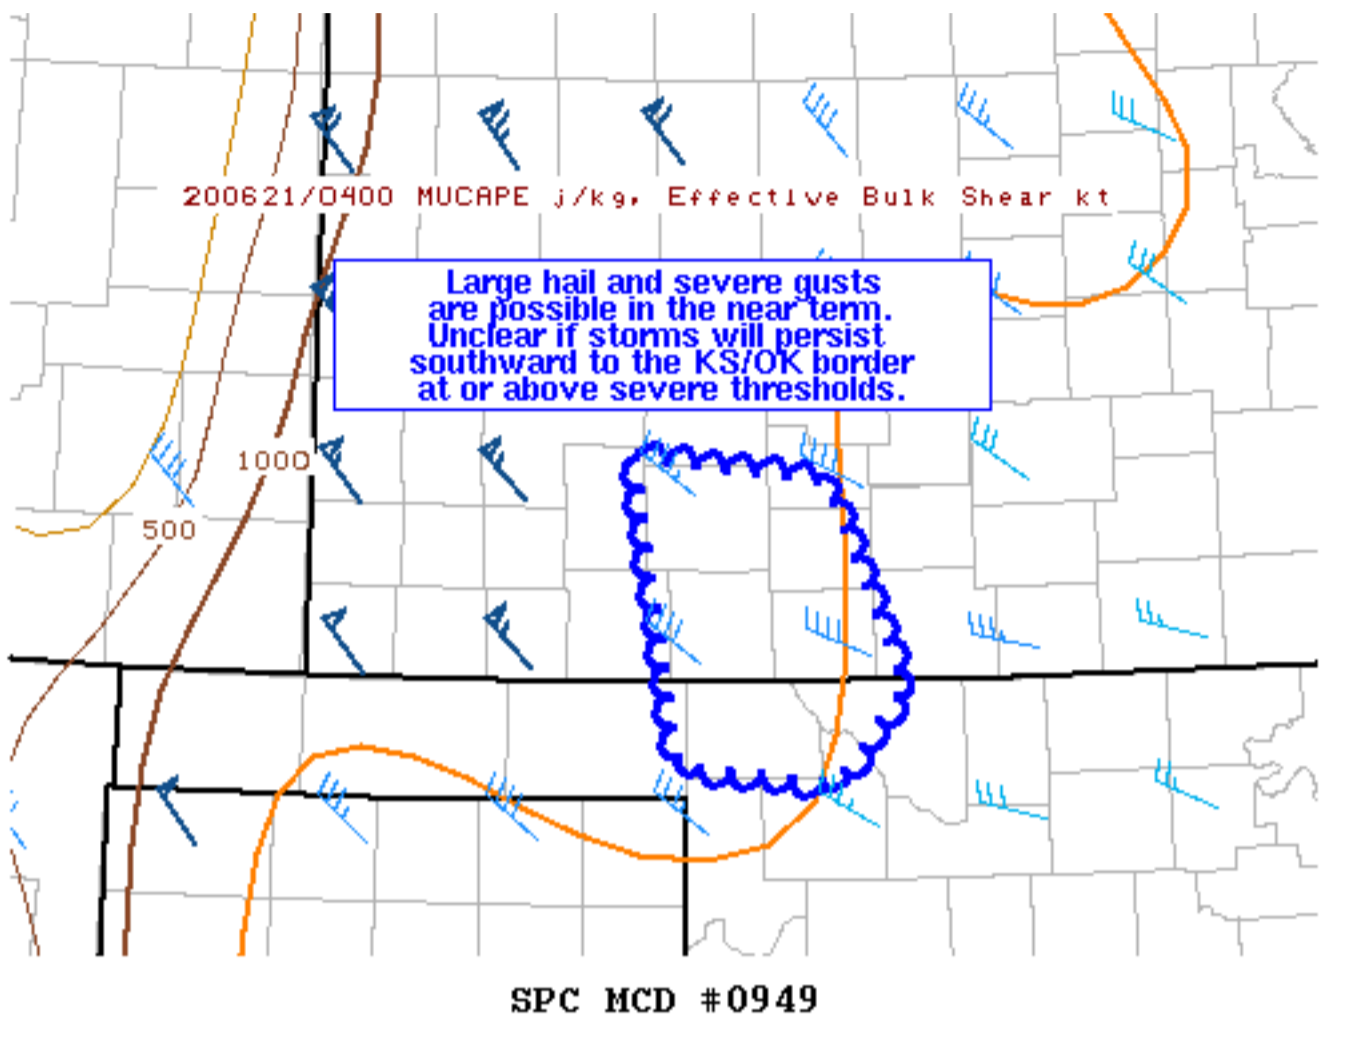 200621/0400 MUCAPE j/kg, Effective Bulk Shear kt
Large hail and severe gusts
are possible in the near term.
Unclear if storms will persist
southward to the KS/OK border
at or above severe thresholds.
1000
500
SPC MCD #0949